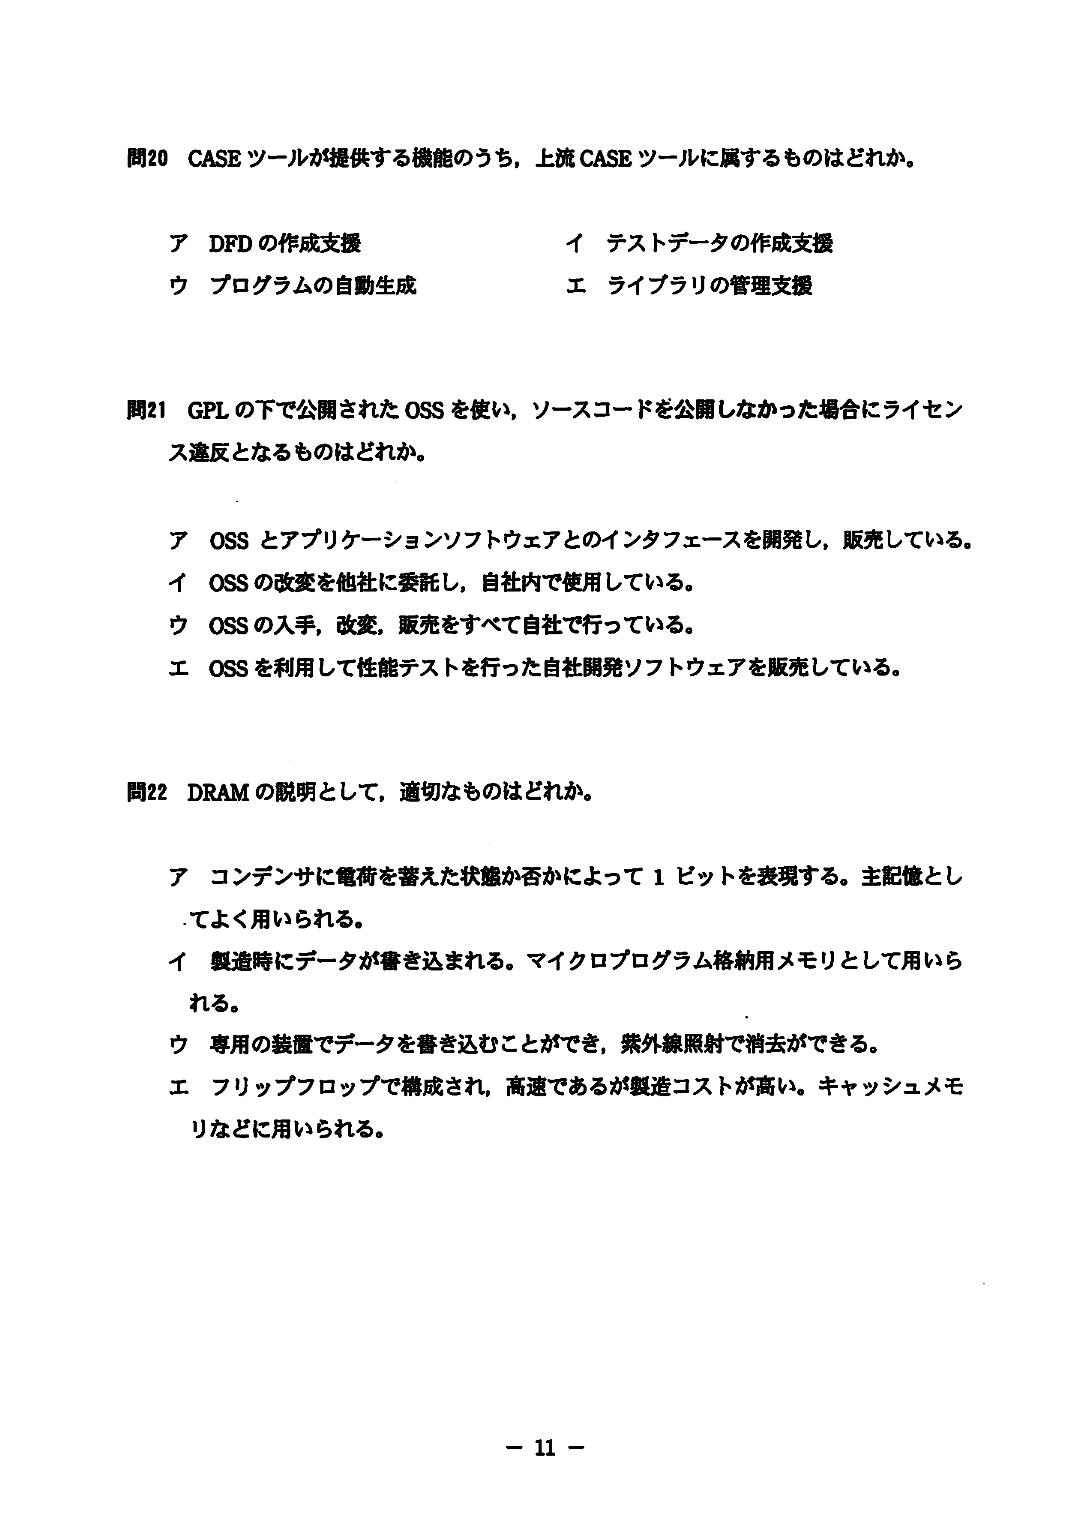 問20 CASE ツールが提供する機能のうち，上流 CASE ツールに属するものはどれか。
ア DFD の作成支援 イ テストデータの作成支援
ウ プログラムの自動生成 エ ライブラリの管理支援
問21 GPL の下で公開された OSS を使い，ソースコードを公開しなかった場合にライセン
ス違反となるものはどれか。
ア OSS とアプリケーションソフトウェアとのインタフェースを開発し，販売している。
イ OSS の改変を他社に委託し，自社内で使用している。
ウ OSS の入手，改変，販売をすべて自社で行っている。
エ OSS を利用して性能テストを行った自社開発ソフトウェアを販売している。
問22 DRAM の説明として，適切なものはどれか。
ア コンデンサに電荷を蓄えた状態か否かによって 1 ビットを表現する。主記憶とし
てよく用いられる。
イ 製造時にデータが書き込まれる。マイクロプログラム格納用メモリとして用いら
れる。
ウ 専用の装置でデータを書き込むことができ，紫外線照射で消去ができる。
エ フリップフロップで構成され，高速であるが製造コストが高い。キャッシュメモ
リなどに用いられる。
－ 11 －